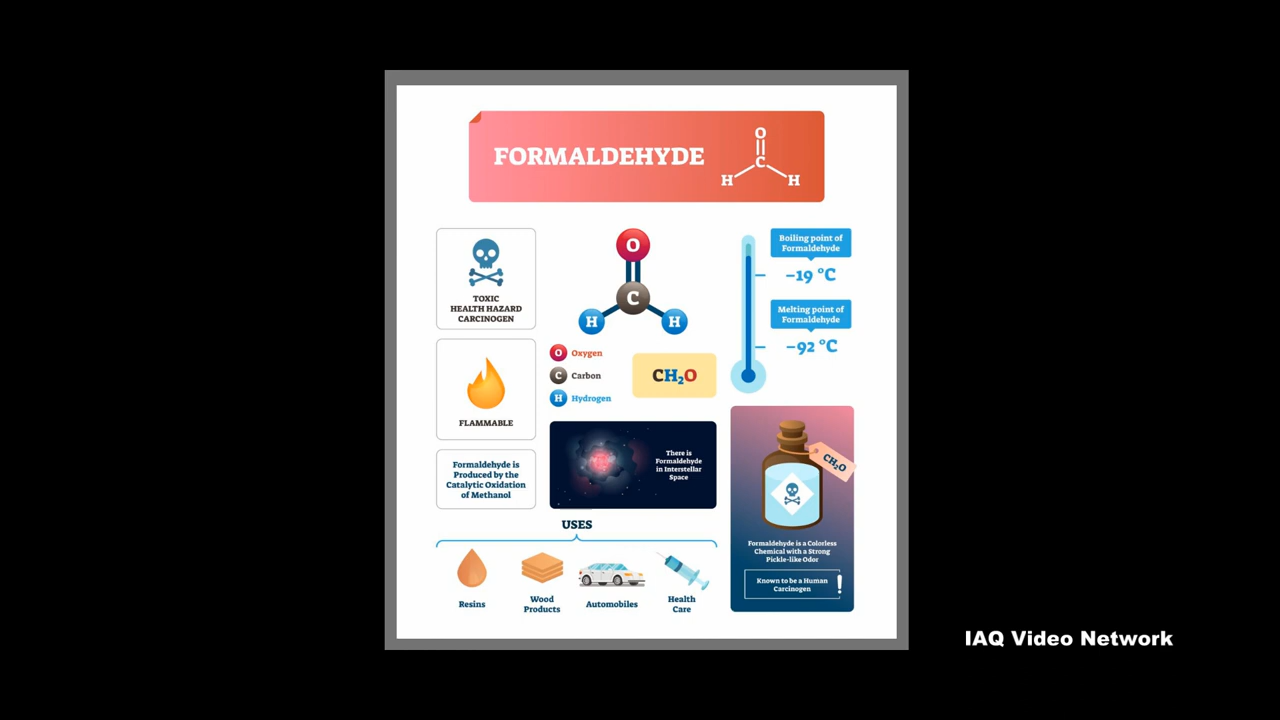 FORMALDEHYDE
O
C
H H
TOXIC
HEALTH HAZARD
CARCINOGEN
O
C
H H
Boiling point of
Formaldehyde
–19 °C
Melting point of
Formaldehyde
–92 °C
O Oxygen
C Carbon
H Hydrogen
CH₂O
FLAMMABLE
Formaldehyde is
Produced by the
Catalytic Oxidation
of Methanol
There is
Formaldehyde
in Interstellar
Space
CH₂O
Formaldehyde is a Colorless
Chemical with a Strong
Pickle-like Odor
Known to be a Human
Carcinogen
!
USES
Resins
Wood
Products
Automobiles
Health
Care
IAQ Video Network